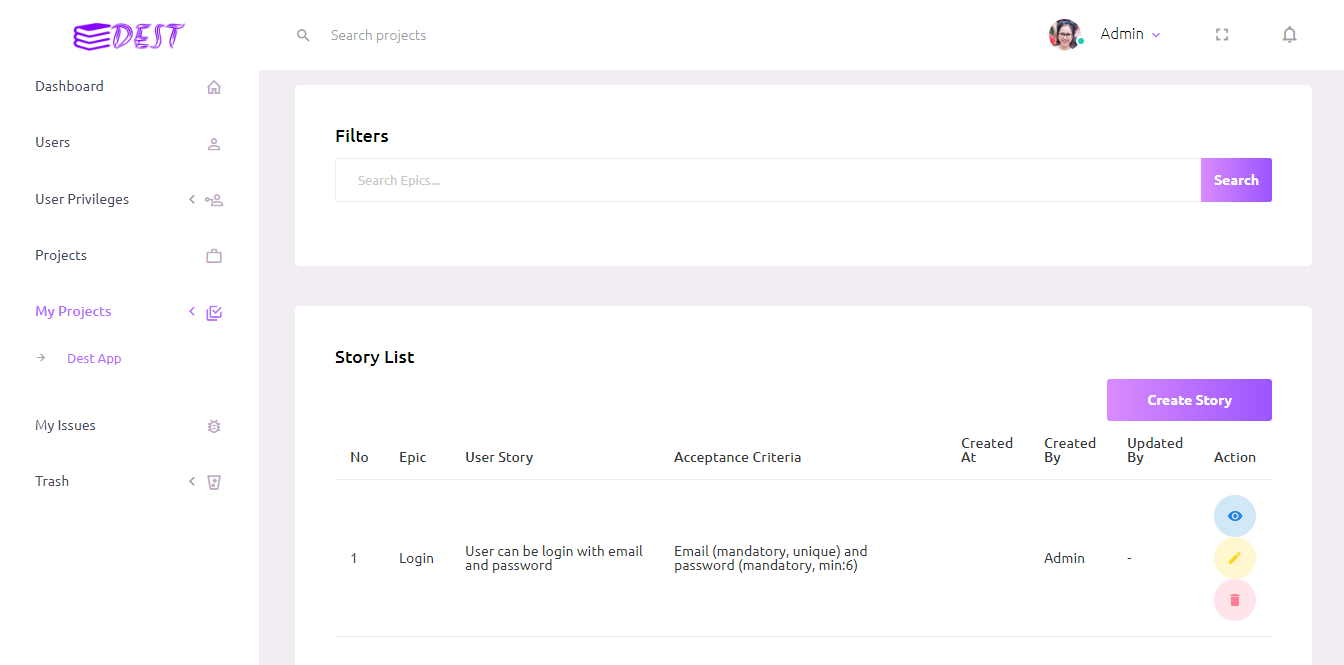 DEST
Search projects
Admin
Dashboard
Users
User Privileges
Projects
My Projects
Dest App
My Issues
Trash
Filters
Search Epics...
Search
Story List
Create Story
No
Epic
User Story
Acceptance Criteria
Created
At
Created
By
Updated
By
Action
1
Login
User can be login with email
and password
Email (mandatory, unique) and
password (mandatory, min:6)
Admin
-